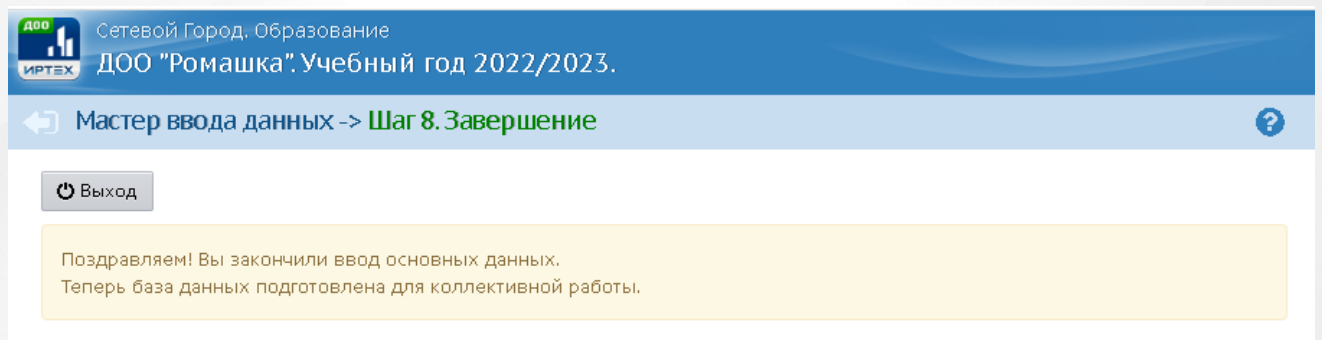 ДОО
ИРТЕХ
Сетевой Город. Образование
ДОО "Ромашка". Учебный год 2022/2023.
Мастер ввода данных -> Шаг 8. Завершение
?
Выход
Поздравляем! Вы закончили ввод основных данных.
Теперь база данных подготовлена для коллективной работы.